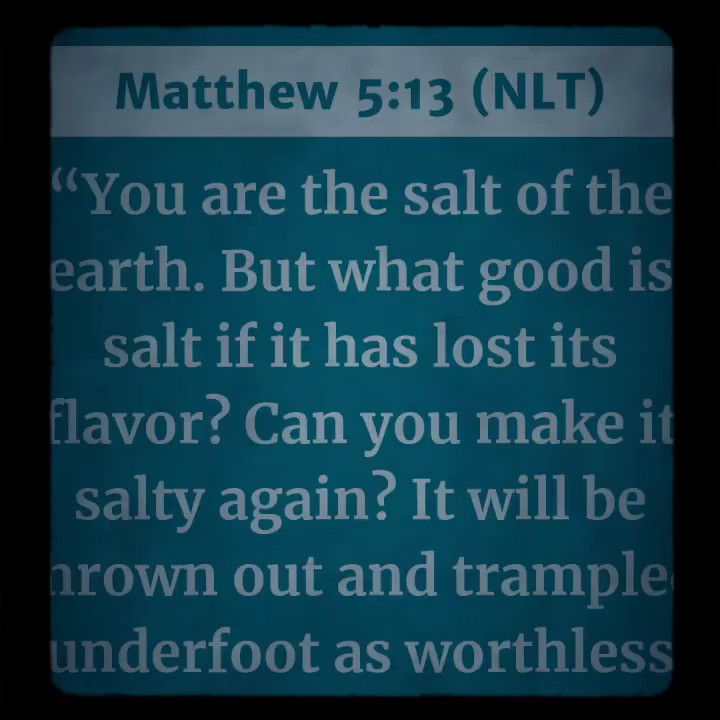 Matthew 5:13 (NLT)
“You are the salt of the
earth. But what good is
salt if it has lost its
flavor? Can you make it
salty again? It will be
hrown out and trample
underfoot as worthless